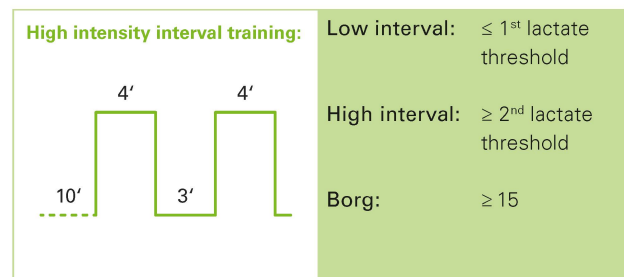 High intensity interval training:
4‘ 4‘
10‘ 3‘
Low interval: ≤ 1st lactate
threshold
High interval: ≥ 2nd lactate
threshold
Borg: ≥ 15